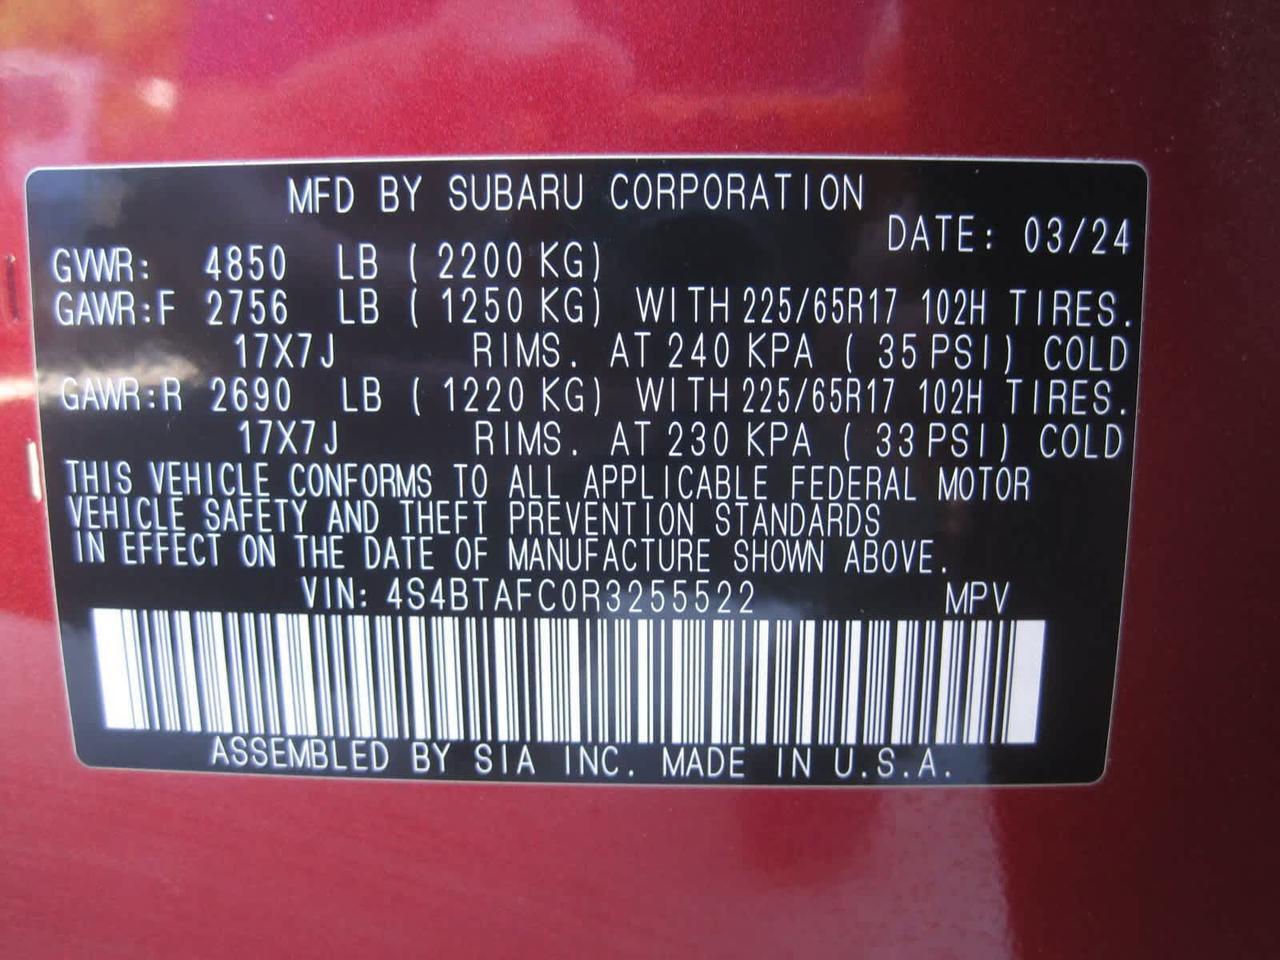 MFD BY SUBARU CORPORATION
DATE: 03/24
GVWR: 4850 LB ( 2200 KG)
GAWR:F 2756 LB ( 1250 KG) WITH 225/65R17 102H TIRES.
17X7J RIMS. AT 240 KPA ( 35 PSI) COLD
GAWR:R 2690 LB ( 1220 KG) WITH 225/65R17 102H TIRES.
17X7J RIMS. AT 230 KPA ( 33 PSI) COLD
THIS VEHICLE CONFORMS TO ALL APPLICABLE FEDERAL MOTOR
VEHICLE SAFETY AND THEFT PREVENTION STANDARDS
IN EFFECT ON THE DATE OF MANUFACTURE SHOWN ABOVE.
VIN: 4S4BTAFC0R3255522 MPV
ASSEMBLED BY SIA INC. MADE IN U.S.A.